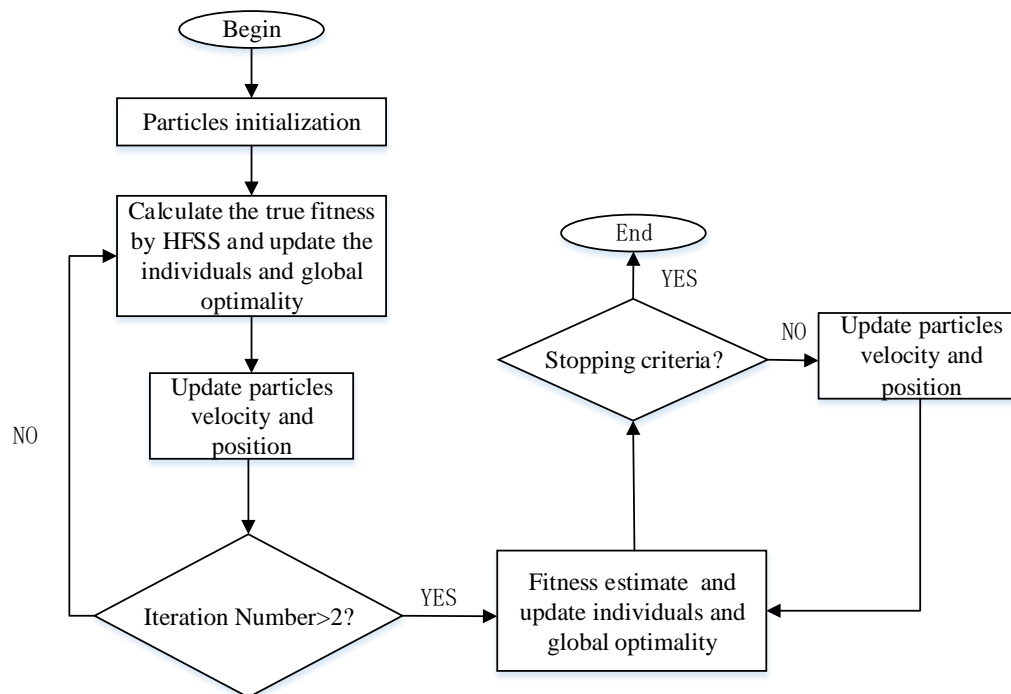 Begin
Particles initialization
Calculate the true fitness
by HFSS and update the
individuals and global
optimality
Update particles
velocity and
position
NO
Iteration Number>2?
YES
Fitness estimate and
update individuals and
global optimality
Stopping criteria?
YES
End
NO
Update particles
velocity and
position